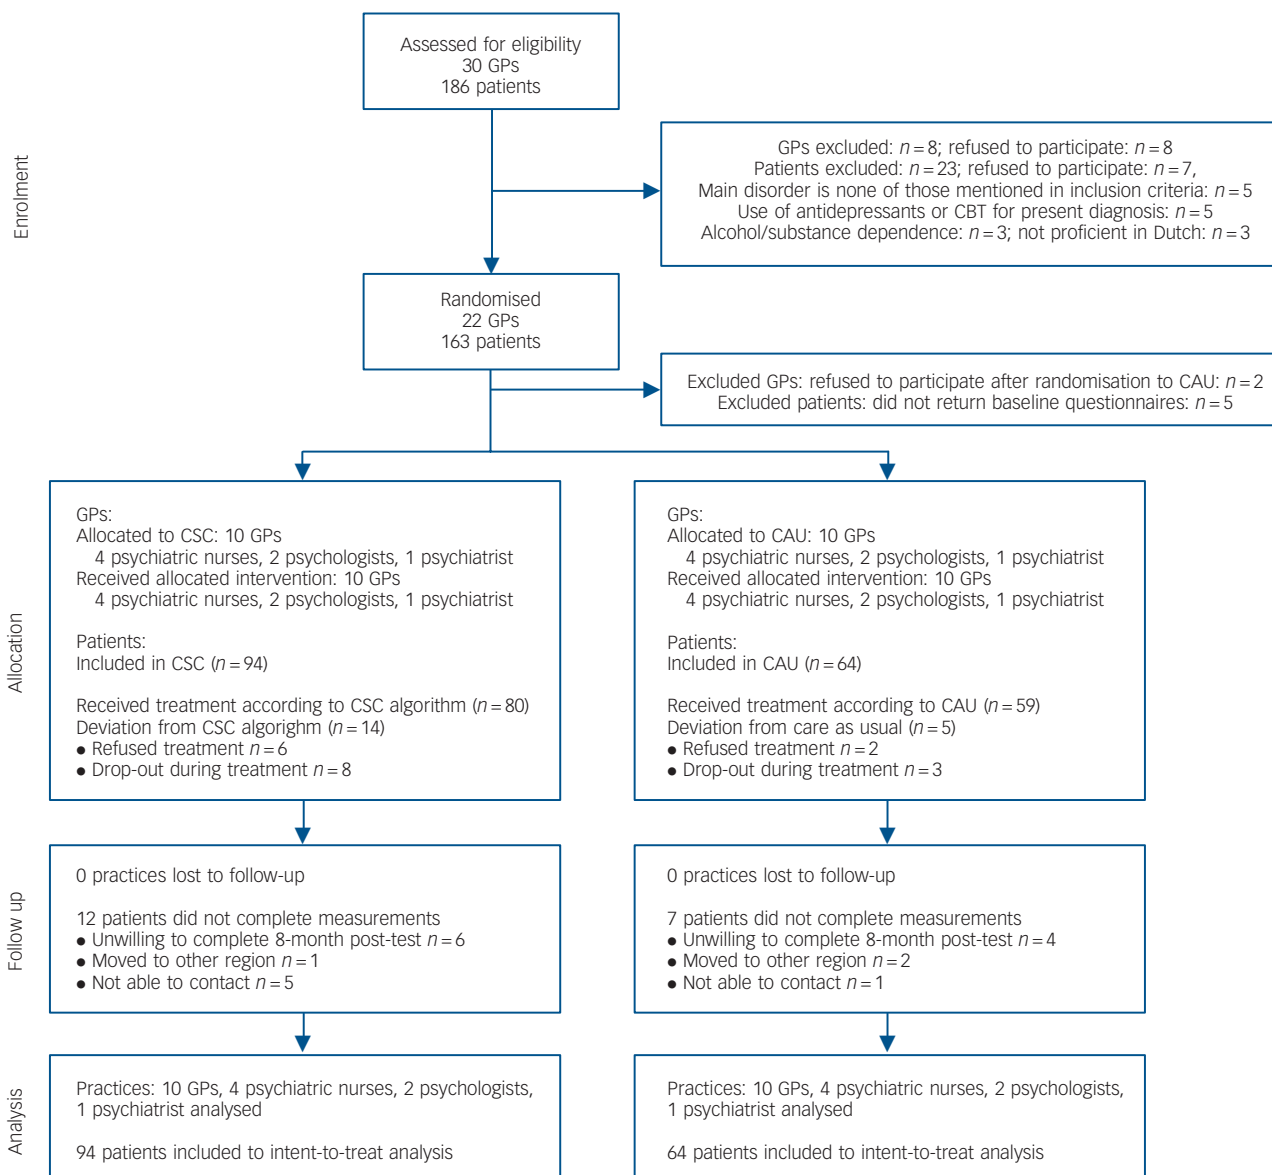 Enrolment
Assessed for eligibility
30 GPs
186 patients
GPs excluded: n = 8; refused to participate: n = 8
Patients excluded: n = 23; refused to participate: n = 7,
Main disorder is none of those mentioned in inclusion criteria: n = 5
Use of antidepressants or CBT for present diagnosis: n = 5
Alcohol/substance dependence: n = 3; not proficient in Dutch: n = 3
Randomised
22 GPs
163 patients
Excluded GPs: refused to participate after randomisation to CAU: n = 2
Excluded patients: did not return baseline questionnaires: n = 5
Allocation
GPs:
Allocated to CSC: 10 GPs
4 psychiatric nurses, 2 psychologists, 1 psychiatrist
Received allocated intervention: 10 GPs
4 psychiatric nurses, 2 psychologists, 1 psychiatrist
Patients:
Included in CSC (n = 94)
Received treatment according to CSC algorithm (n = 80)
Deviation from CSC algorighm (n = 14)
● Refused treatment n = 6
● Drop-out during treatment n = 8
GPs:
Allocated to CAU: 10 GPs
4 psychiatric nurses, 2 psychologists, 1 psychiatrist
Received allocated intervention: 10 GPs
4 psychiatric nurses, 2 psychologists, 1 psychiatrist
Patients:
Included in CAU (n = 64)
Received treatment according to CAU (n = 59)
Deviation from care as usual (n = 5)
● Refused treatment n = 2
● Drop-out during treatment n = 3
Follow up
0 practices lost to follow-up
12 patients did not complete measurements
● Unwilling to complete 8-month post-test n = 6
● Moved to other region n = 1
● Not able to contact n = 5
0 practices lost to follow-up
7 patients did not complete measurements
● Unwilling to complete 8-month post-test n = 4
● Moved to other region n = 2
● Not able to contact n = 1
Analysis
Practices: 10 GPs, 4 psychiatric nurses, 2 psychologists,
1 psychiatrist analysed
94 patients included to intent-to-treat analysis
Practices: 10 GPs, 4 psychiatric nurses, 2 psychologists,
1 psychiatrist analysed
64 patients included to intent-to-treat analysis